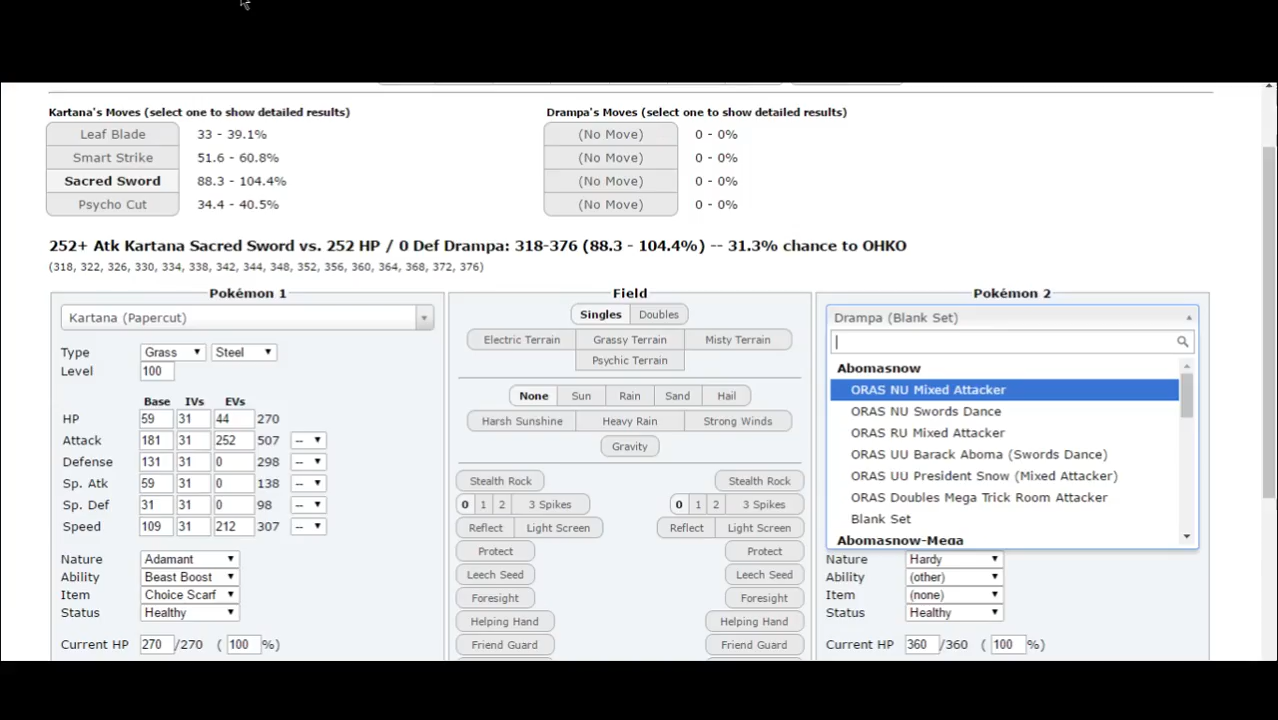 Kartana's Moves (select one to show detailed results) Drampa's Moves (select one to show detailed results)
Leaf Blade 33 - 39.1% (No Move) 0 - 0%
Smart Strike 51.6 - 60.8% (No Move) 0 - 0%
Sacred Sword 88.3 - 104.4% (No Move) 0 - 0%
Psycho Cut 34.4 - 40.5% (No Move) 0 - 0%
252+ Atk Kartana Sacred Sword vs. 252 HP / 0 Def Drampa: 318-376 (88.3 - 104.4%) -- 31.3% chance to OHKO
(318, 322, 326, 330, 334, 338, 342, 344, 348, 352, 356, 360, 364, 368, 372, 376)
Pokémon 1
Kartana (Papercut)
Type Grass Steel
Level 100
Base IVs EVs
HP 59 31 44 270
Attack 181 31 252 507 --
Defense 131 31 0 298 --
Sp. Atk 59 31 0 138 --
Sp. Def 31 31 0 98 --
Speed 109 31 212 307 --
Nature Adamant
Ability Beast Boost
Item Choice Scarf
Status Healthy
Current HP 270 /270 ( 100 %)
Field
Singles Doubles
Electric Terrain Grassy Terrain Misty Terrain
Psychic Terrain
None Sun Rain Sand Hail
Harsh Sunshine Heavy Rain Strong Winds
Gravity
Stealth Rock Stealth Rock
0 1 2 3 Spikes 0 1 2 3 Spikes
Reflect Light Screen Reflect Light Screen
Protect Protect
Leech Seed Leech Seed
Foresight Foresight
Helping Hand Helping Hand
Friend Guard Friend Guard
Pokémon 2
Drampa (Blank Set)
Abomasnow
ORAS NU Mixed Attacker
ORAS NU Swords Dance
ORAS RU Mixed Attacker
ORAS UU Barack Aboma (Swords Dance)
ORAS UU President Snow (Mixed Attacker)
ORAS Doubles Mega Trick Room Attacker
Blank Set
Abomasnow-Mega
Nature Hardy
Ability (other)
Item (none)
Status Healthy
Current HP 360 /360 ( 100 %)